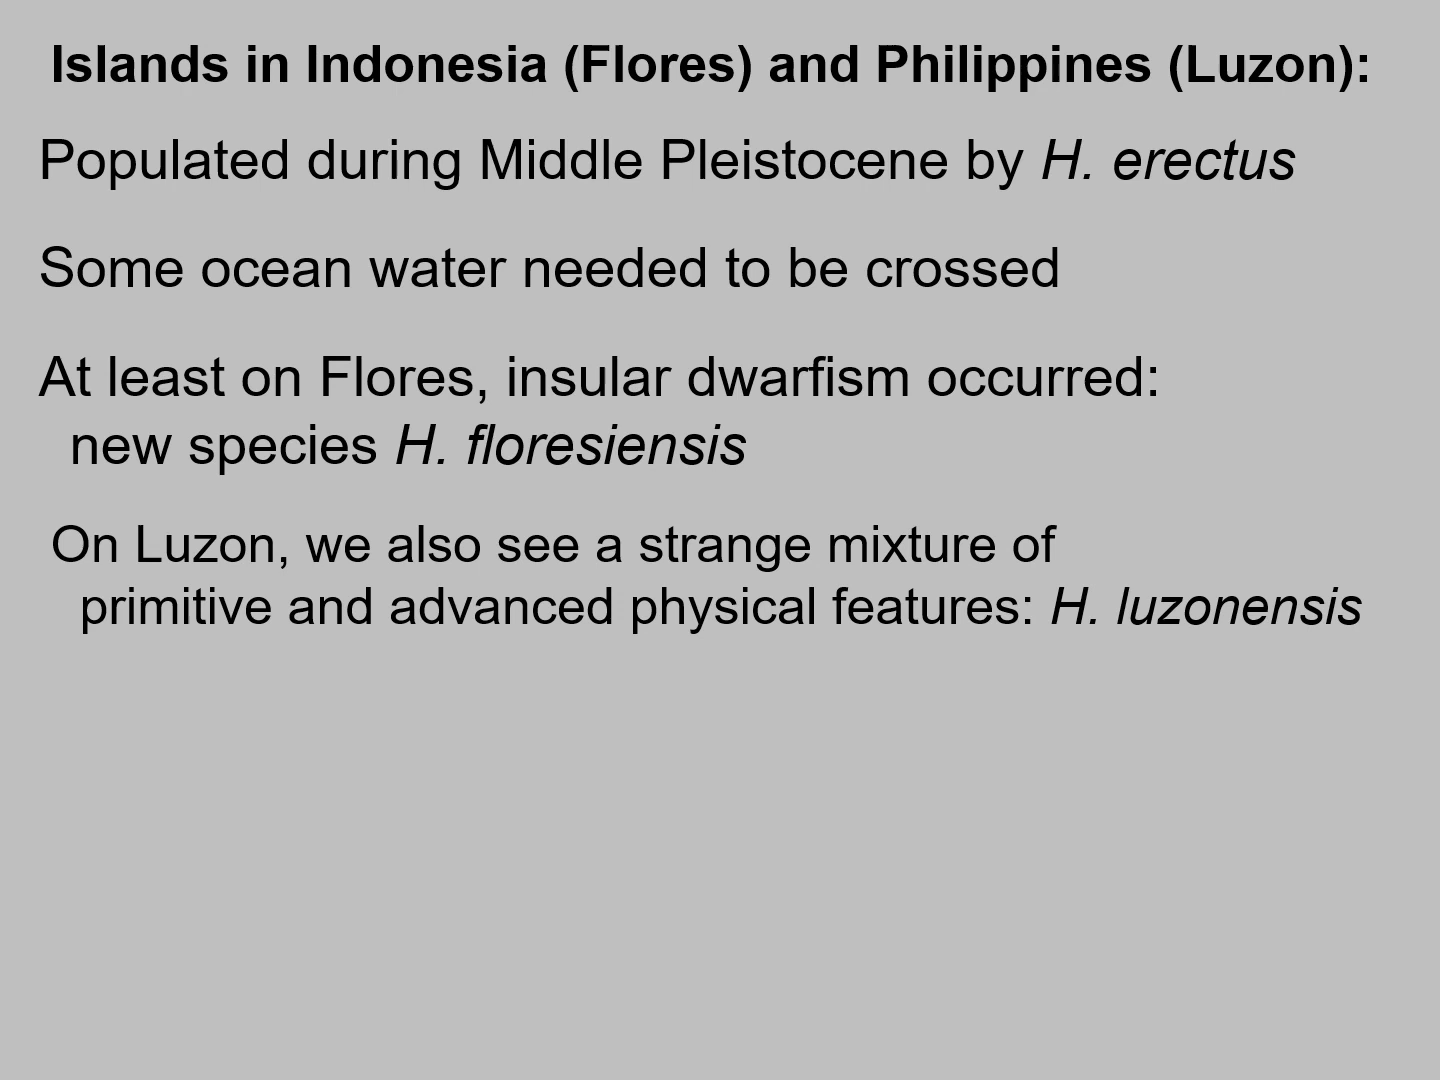 Islands in Indonesia (Flores) and Philippines (Luzon):
Populated during Middle Pleistocene by H. erectus
Some ocean water needed to be crossed
At least on Flores, insular dwarfism occurred:
new species H. floresiensis
On Luzon, we also see a strange mixture of
primitive and advanced physical features: H. luzonensis